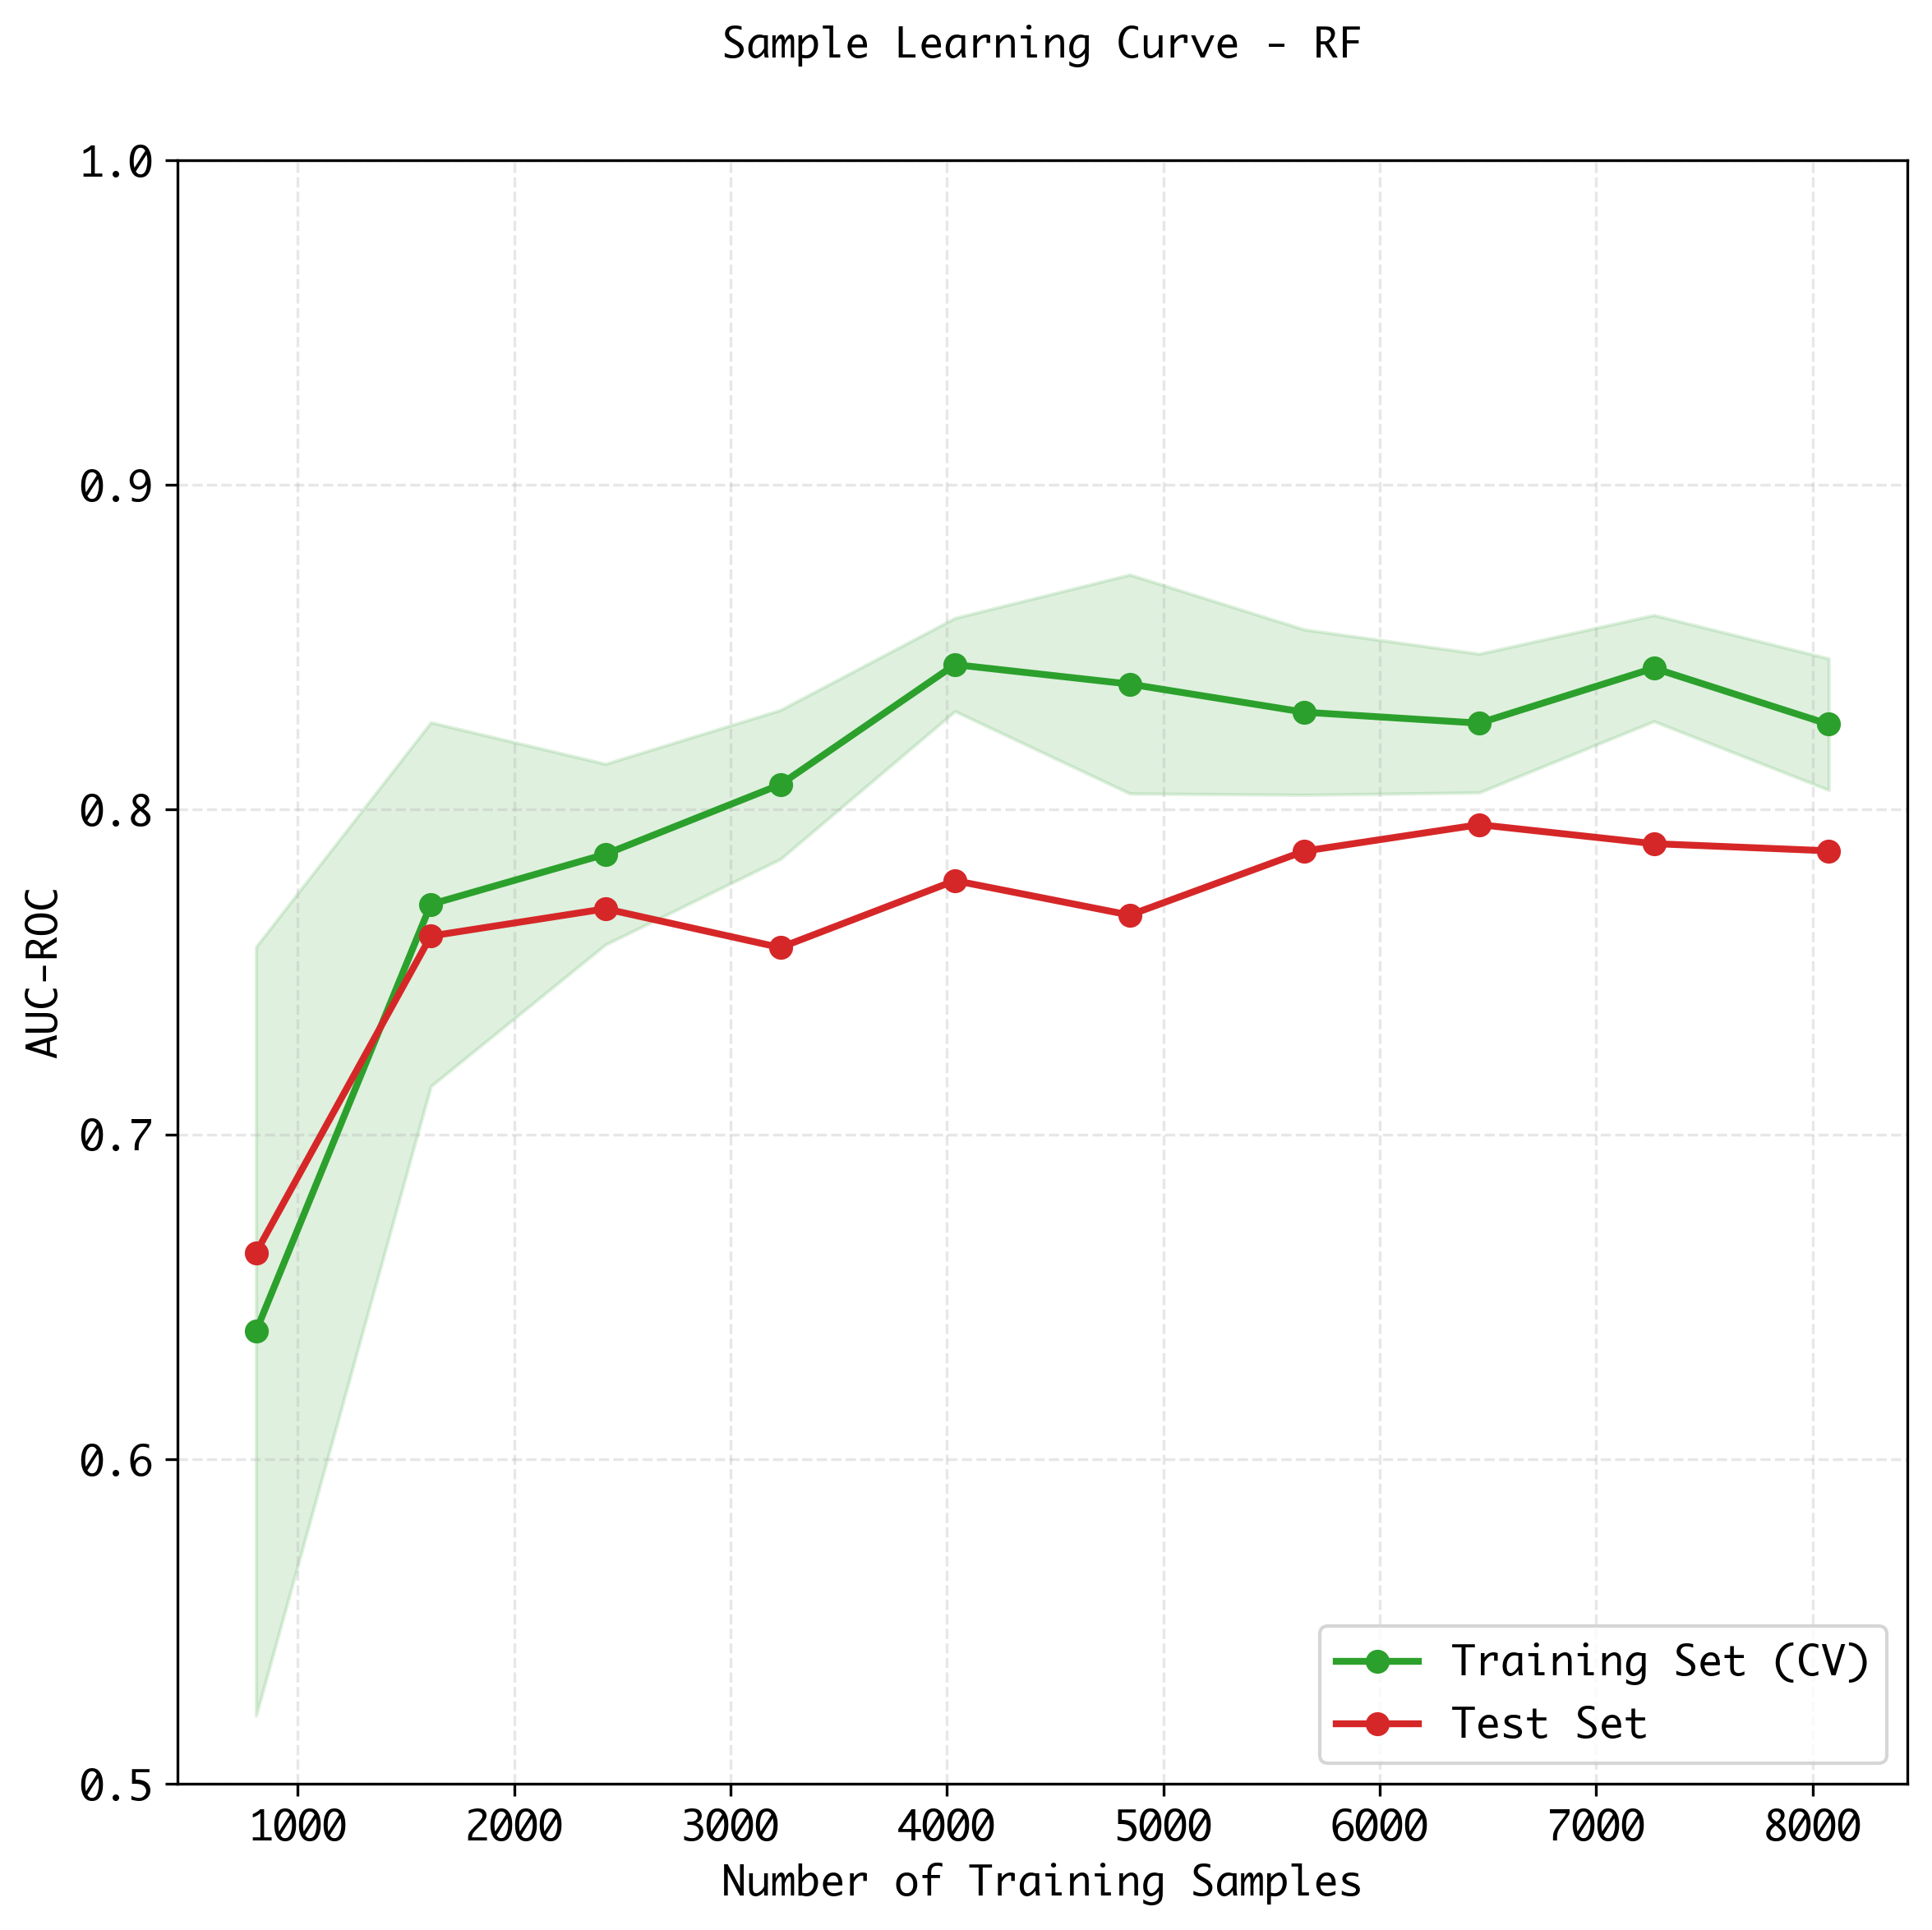 Sample Learning Curve - RF
1.0
0.9
0.8
0.7
0.6
0.5
AUC-ROC
1000 2000 3000 4000 5000 6000 7000 8000
Number of Training Samples
Training Set (CV)
Test Set